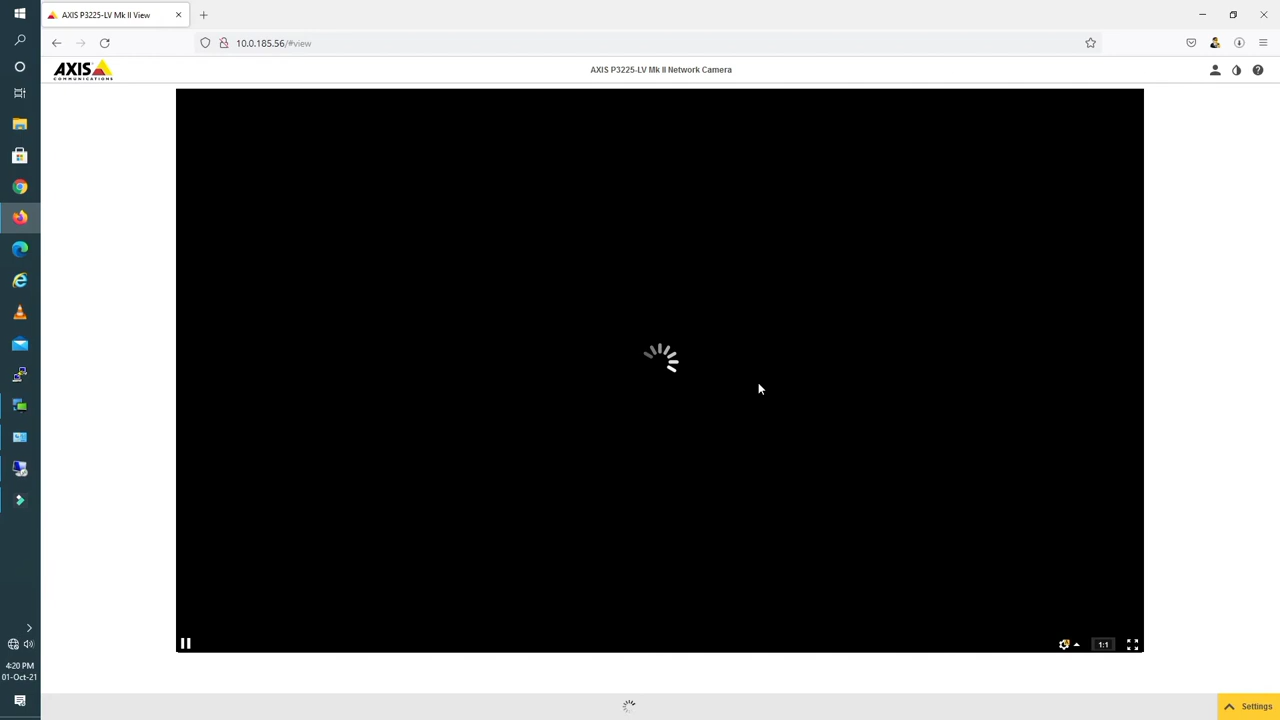 AXIS P3225-LV Mk II View
10.0.185.56/#view
AXIS
COMMUNICATIONS
AXIS P3225-LV Mk II Network Camera
1:1
4:20 PM
01-Oct-21
Settings